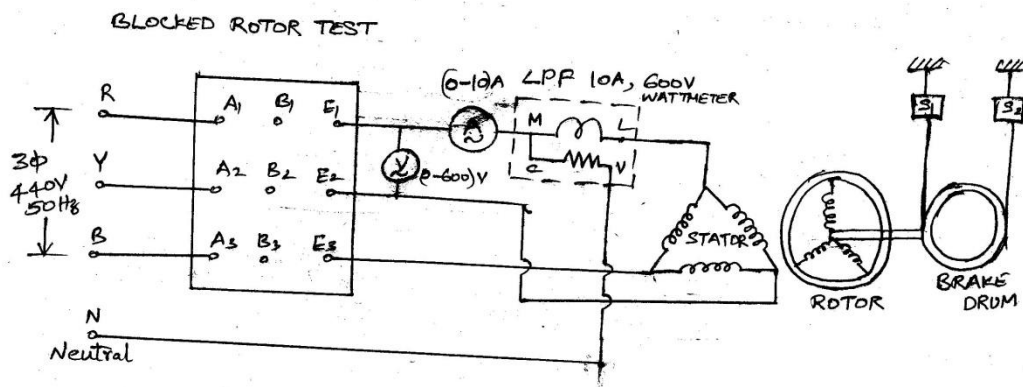 BLOCKED ROTOR TEST
(0-10)A LPF 10A, 600V
WATTMETER
R A1 B1 E1 A M L
C V
3φ
440V
50Hz
Y A2 B2 E2 V (0-600)V
B A3 B3 E3
STATOR
ROTOR
S1 S2
BRAKE
DRUM
N
Neutral